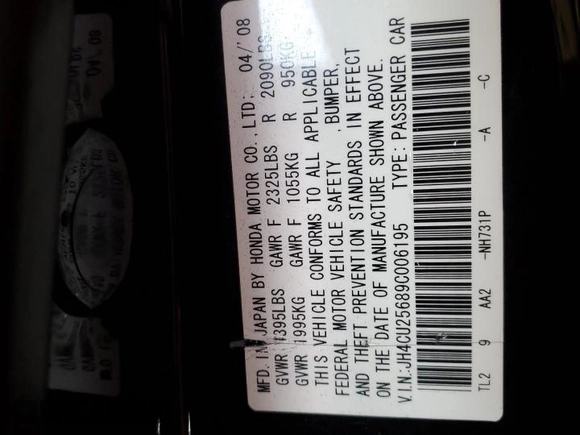 MFD. IN JAPAN BY HONDA MOTOR CO., LTD: 04/'08
GVWR 4395LBS GAWR F 2325LBS R 2090LBS
GVWR 1995KG GAWR F 1055KG R 950KG
THIS VEHICLE CONFORMS TO ALL APPLICABLE
FEDERAL MOTOR VEHICLE SAFETY ,BUMPER,
AND THEFT PREVENTION STANDARDS IN EFFECT
ON THE DATE OF MANUFACTURE SHOWN ABOVE.
V.I.N.:JH4CU25689C006195 TYPE: PASSENGER CAR
TL2 9 AA2 -NH731P -A -C